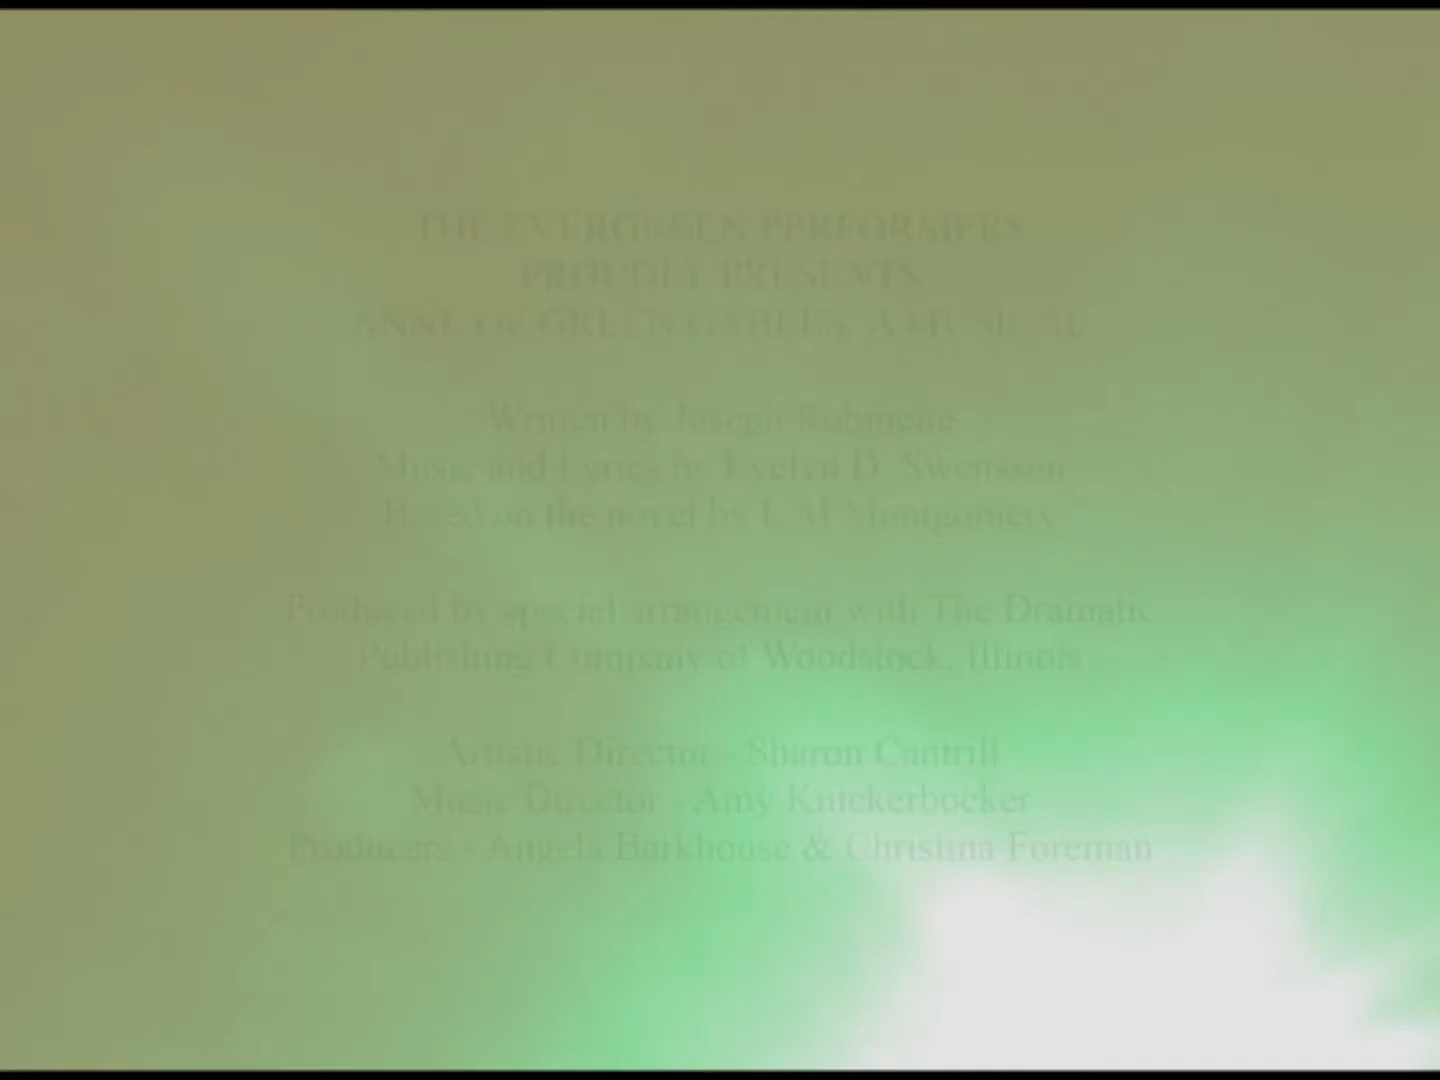 THE EVERGREEN PERFORMERS
PROUDLY PRESENTS
ANNE OF GREEN GABLES, A MUSICAL
Written by Joseph Robinette
Music and Lyrics by Evelyn D. Swensson
Based on the novel by L M Montgomery
Produced by special arrangement with The Dramatic
Publishing Company of Woodstock, Illinois
Artistic Director - Sharon Cantrill
Music Director - Amy Knickerbocker
Producers - Angela Barkhouse & Christina Foreman